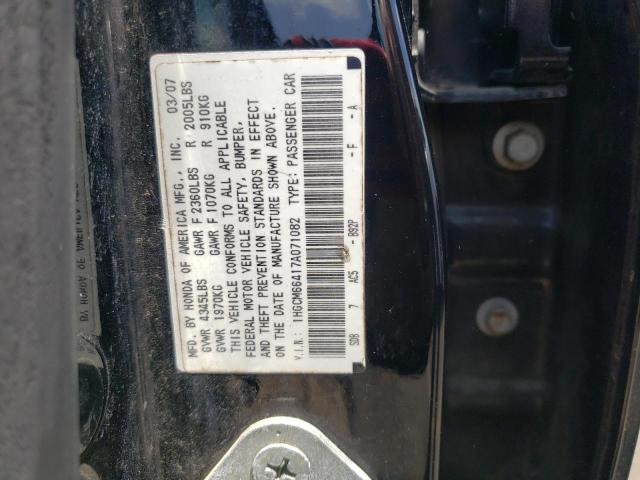 MFD. BY HONDA OF AMERICA MFG., INC. 03/07
GVWR 4345LBS GAWR F 2360LBS R 2005LBS
GVWR 1970KG GAWR F 1070KG R 910KG
THIS VEHICLE CONFORMS TO ALL APPLICABLE
FEDERAL MOTOR VEHICLE SAFETY, BUMPER,
AND THEFT PREVENTION STANDARDS IN EFFECT
ON THE DATE OF MANUFACTURE SHOWN ABOVE.
V.I.N.: 1HGCM66417A071082 TYPE: PASSENGER CAR
SDB 7 AC5 -B92P -F -A